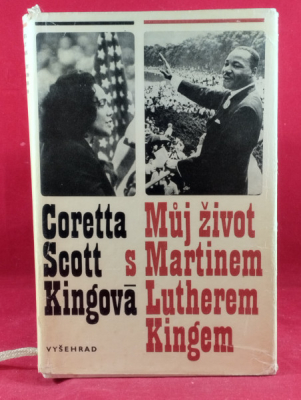 Coretta
Scott s
Kingová
Můj život
Martinem
Lutherem
Kingem
VYŠEHRAD